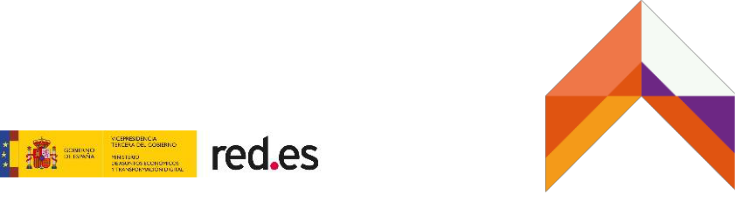 GOBIERNO
DE ESPAÑA
VICEPRESIDENCIA
TERCERA DEL GOBIERNO
MINISTERIO
DE ASUNTOS ECONÓMICOS
Y TRANSFORMACIÓN DIGITAL
red.es